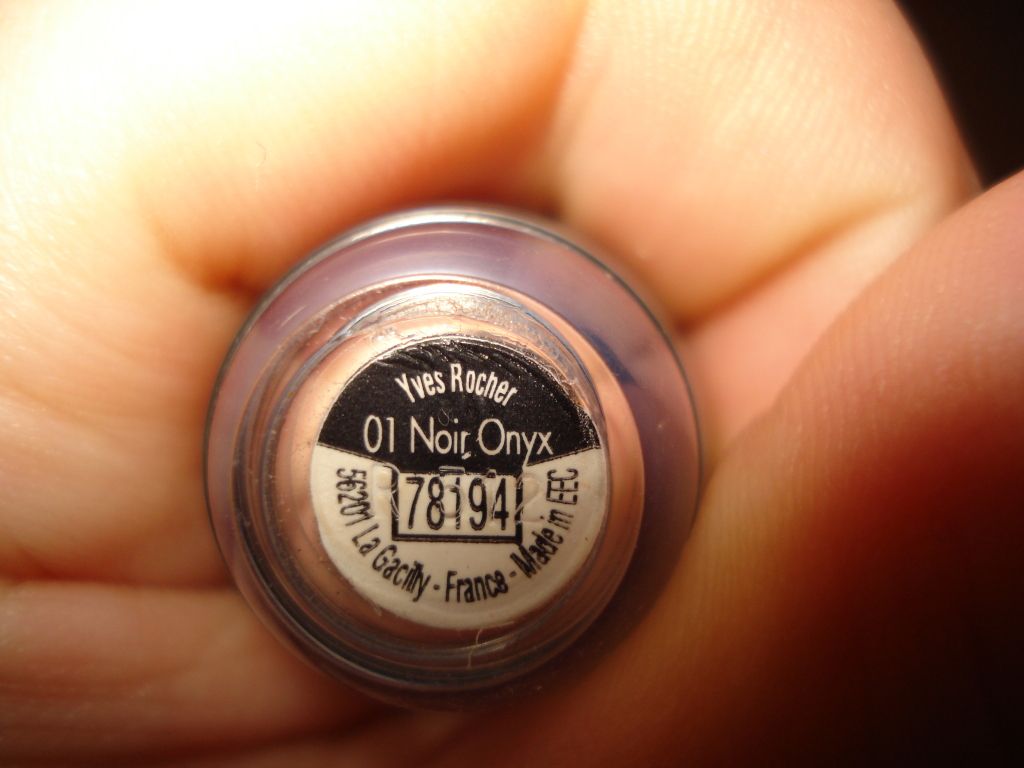 Yves Rocher
01 Noir Onyx
78194
56201 La Gacilly - France - Made in EEC